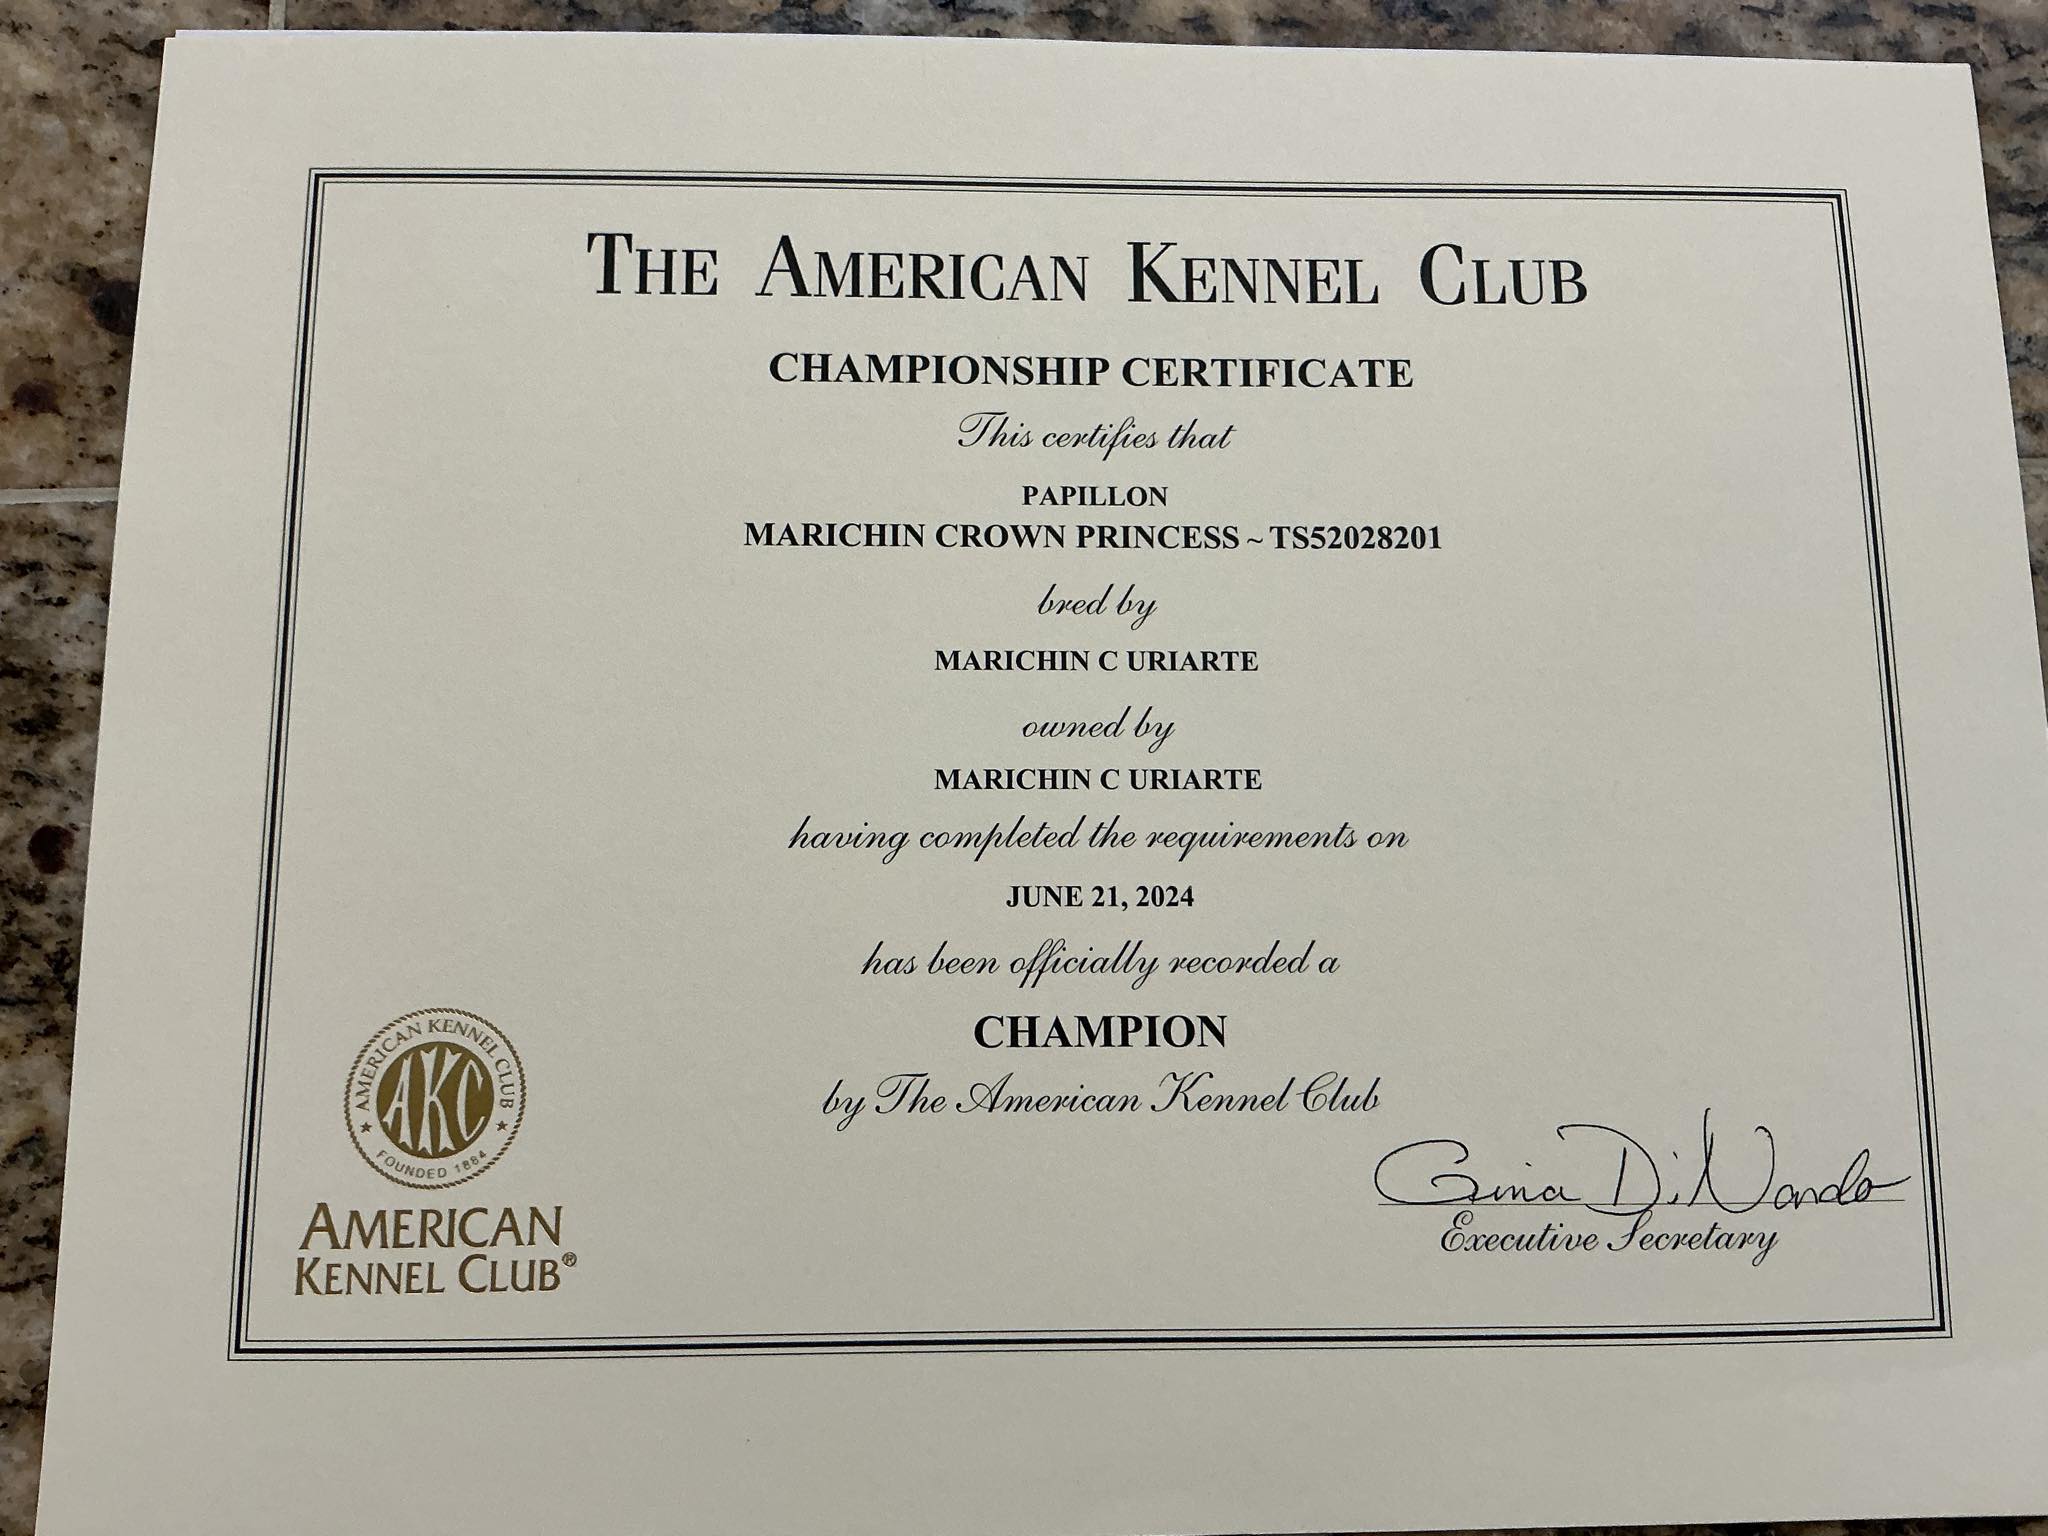 THE AMERICAN KENNEL CLUB
CHAMPIONSHIP CERTIFICATE
This certifies that
PAPILLON
MARICHIN CROWN PRINCESS ~ TS52028201
bred by
MARICHIN C URIARTE
owned by
MARICHIN C URIARTE
having completed the requirements on
JUNE 21, 2024
has been officially recorded a
CHAMPION
by The American Kennel Club
AMERICAN KENNEL CLUB
AKC
FOUNDED 1884
AMERICAN
KENNEL CLUB®
Gina DiNardo
Executive Secretary